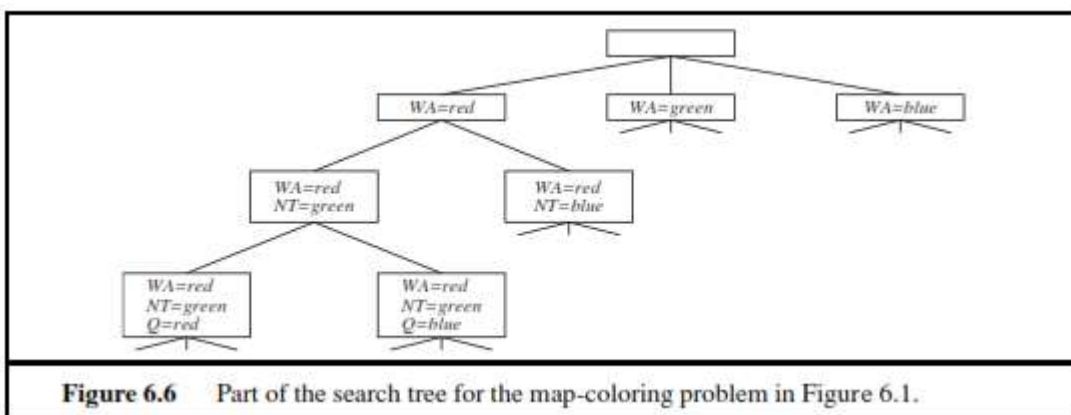 WA=red
WA=green
WA=blue
WA=red
NT=green
WA=red
NT=blue
WA=red
NT=green
Q=red
WA=red
NT=green
Q=blue
Figure 6.6 Part of the search tree for the map-coloring problem in Figure 6.1.